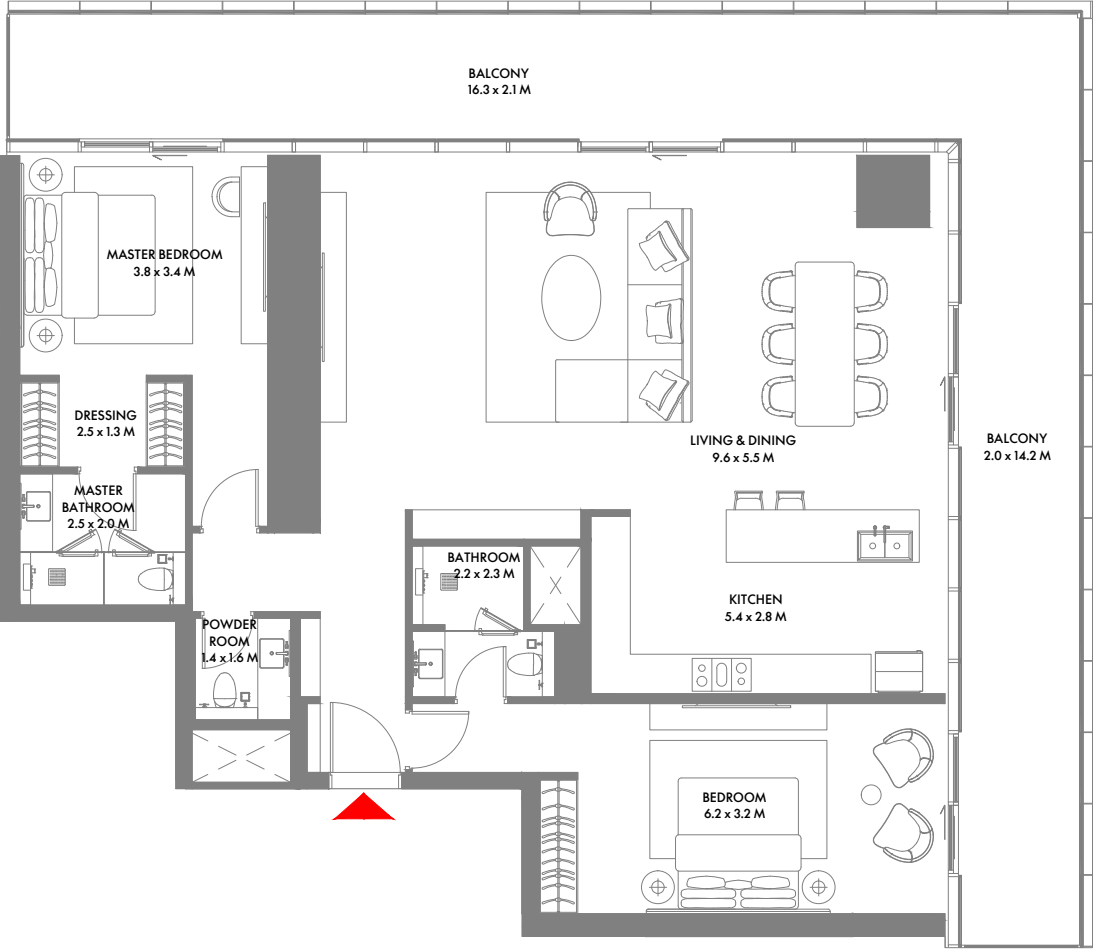 BALCONY
16.3 x 2.1 M
MASTER BEDROOM
3.8 x 3.4 M
DRESSING
2.5 x 1.3 M
LIVING & DINING
9.6 x 5.5 M
BALCONY
2.0 x 14.2 M
MASTER
BATHROOM
2.5 x 2.0 M
BATHROOM
2.2 x 2.3 M
KITCHEN
5.4 x 2.8 M
POWDER
ROOM
1.4 x 1.6 M
BEDROOM
6.2 x 3.2 M